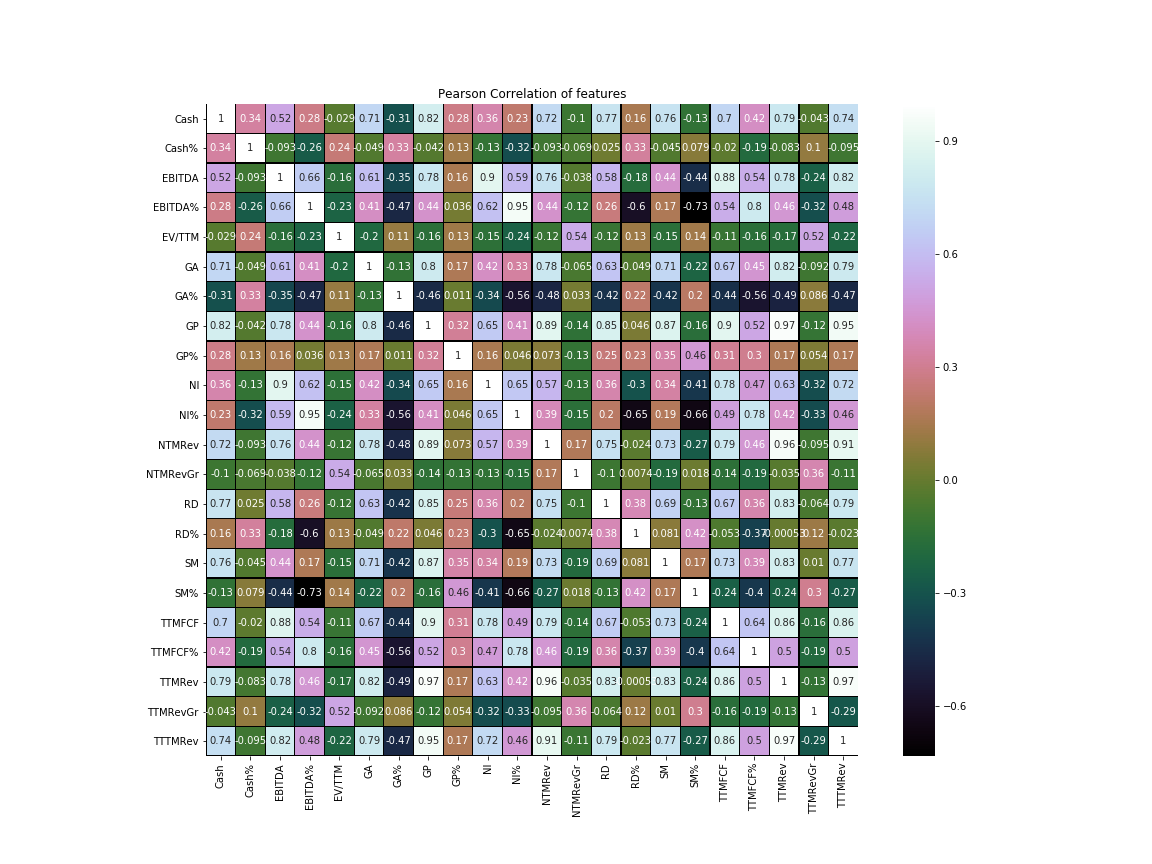 Pearson Correlation of features
Cash 1 0.34 0.52 0.28 -0.029 0.71 -0.31 0.82 0.28 0.36 0.23 0.72 -0.1 0.77 0.16 0.76 -0.13 0.7 0.42 0.79 -0.043 0.74
Cash% 0.34 1 -0.093 -0.26 0.24 -0.049 0.33 -0.042 0.13 -0.13 -0.32 -0.093 -0.069 0.025 0.33 -0.045 0.079 -0.02 -0.19 -0.083 0.1 -0.095
EBITDA 0.52 -0.093 1 0.66 -0.16 0.61 -0.35 0.78 0.16 0.9 0.59 0.76 -0.038 0.58 -0.18 0.44 -0.44 0.88 0.54 0.78 -0.24 0.82
EBITDA% 0.28 -0.26 0.66 1 -0.23 0.41 -0.47 0.44 0.036 0.62 0.95 0.44 -0.12 0.26 -0.6 0.17 -0.73 0.54 0.8 0.46 -0.32 0.48
EV/TTM -0.029 0.24 -0.16 -0.23 1 -0.2 0.11 -0.16 0.13 -0.15 -0.24 -0.12 0.54 -0.12 0.13 -0.15 0.14 -0.11 -0.16 -0.17 0.52 -0.22
GA 0.71 -0.049 0.61 0.41 -0.2 1 -0.13 0.8 0.17 0.42 0.33 0.78 -0.065 0.63 -0.049 0.71 -0.22 0.67 0.45 0.82 -0.092 0.79
GA% -0.31 0.33 -0.35 -0.47 0.11 -0.13 1 -0.46 0.011 -0.34 -0.56 -0.48 0.033 -0.42 0.22 -0.42 0.2 -0.44 -0.56 -0.49 0.086 -0.47
GP 0.82 -0.042 0.78 0.44 -0.16 0.8 -0.46 1 0.32 0.65 0.41 0.89 -0.14 0.85 0.046 0.87 -0.16 0.9 0.52 0.97 -0.12 0.95
GP% 0.28 0.13 0.16 0.036 0.13 0.17 0.011 0.32 1 0.16 0.046 0.073 -0.13 0.25 0.23 0.35 0.46 0.31 0.3 0.17 0.054 0.17
NI 0.36 -0.13 0.9 0.62 -0.15 0.42 -0.34 0.65 0.16 1 0.65 0.57 -0.13 0.36 -0.3 0.34 -0.41 0.78 0.47 0.63 -0.32 0.72
NI% 0.23 -0.32 0.59 0.95 -0.24 0.33 -0.56 0.41 0.046 0.65 1 0.39 -0.15 0.2 -0.65 0.19 -0.66 0.49 0.78 0.42 -0.33 0.46
NTMRev 0.72 -0.093 0.76 0.44 -0.12 0.78 -0.48 0.89 0.073 0.57 0.39 1 0.17 0.75 -0.024 0.73 -0.27 0.79 0.46 0.96 -0.095 0.91
NTMRevGr -0.1 -0.069 -0.038 -0.12 0.54 -0.065 0.033 -0.14 -0.13 -0.13 -0.15 0.17 1 -0.1 0.0074 -0.19 0.018 -0.14 -0.19 -0.035 0.36 -0.11
RD 0.77 0.025 0.58 0.26 -0.12 0.63 -0.42 0.85 0.25 0.36 0.2 0.75 -0.1 1 0.38 0.69 -0.13 0.67 0.36 0.83 -0.064 0.79
RD% 0.16 0.33 -0.18 -0.6 0.13 -0.049 0.22 0.046 0.23 -0.3 -0.65 -0.024 0.0074 0.38 1 0.081 0.42 -0.053 -0.37 0.12 -0.023
SM 0.76 -0.045 0.44 0.17 -0.15 0.71 -0.42 0.87 0.35 0.34 0.19 0.73 -0.19 0.69 0.081 1 0.17 0.73 0.39 0.83 0.01 0.77
SM% -0.13 0.079 -0.44 -0.73 0.14 -0.22 0.2 -0.16 0.46 -0.41 -0.66 -0.27 0.018 -0.13 0.42 0.17 1 -0.24 -0.4 -0.24 0.3 -0.27
TTMFCF 0.7 -0.02 0.88 0.54 -0.11 0.67 -0.44 0.9 0.31 0.78 0.49 0.79 -0.14 0.67 -0.053 0.73 -0.24 1 0.64 0.86 -0.16 0.86
TTMFCF% 0.42 -0.19 0.54 0.8 -0.16 0.45 -0.56 0.52 0.3 0.47 0.78 0.46 -0.19 0.36 -0.37 0.39 -0.4 0.64 1 0.5 -0.19 0.5
TTMRev 0.79 -0.083 0.78 0.46 -0.17 0.82 -0.49 0.97 0.17 0.63 0.42 0.96 -0.035 0.83 0.83 -0.24 0.86 0.5 1 -0.13 0.97
TTMRevGr -0.043 0.1 -0.24 -0.32 0.52 -0.092 0.086 -0.12 0.054 -0.32 -0.33 -0.095 0.36 -0.064 0.12 0.01 0.3 -0.16 -0.19 -0.13 1 -0.29
TTTMRev 0.74 -0.095 0.82 0.48 -0.22 0.79 -0.47 0.95 0.17 0.72 0.46 0.91 -0.11 0.79 -0.023 0.77 -0.27 0.86 0.5 0.97 -0.29 1
Cash Cash% EBITDA EBITDA% EV/TTM GA GA% GP GP% NI NI% NTMRev NTMRevGr RD RD% SM SM% TTMFCF TTMFCF% TTMRev TTMRevGr TTTMRev
0.9
0.6
0.3
0.0
-0.3
-0.6